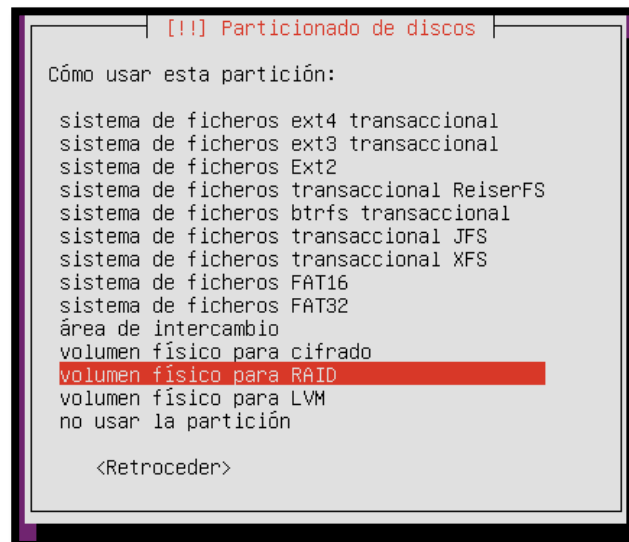 [!!] Particionado de discos
Cómo usar esta partición:
sistema de ficheros ext4 transaccional
sistema de ficheros ext3 transaccional
sistema de ficheros Ext2
sistema de ficheros transaccional ReiserFS
sistema de ficheros btrfs transaccional
sistema de ficheros transaccional JFS
sistema de ficheros transaccional XFS
sistema de ficheros FAT16
sistema de ficheros FAT32
área de intercambio
volumen físico para cifrado
volumen físico para RAID
volumen físico para LVM
no usar la partición
<Retroceder>